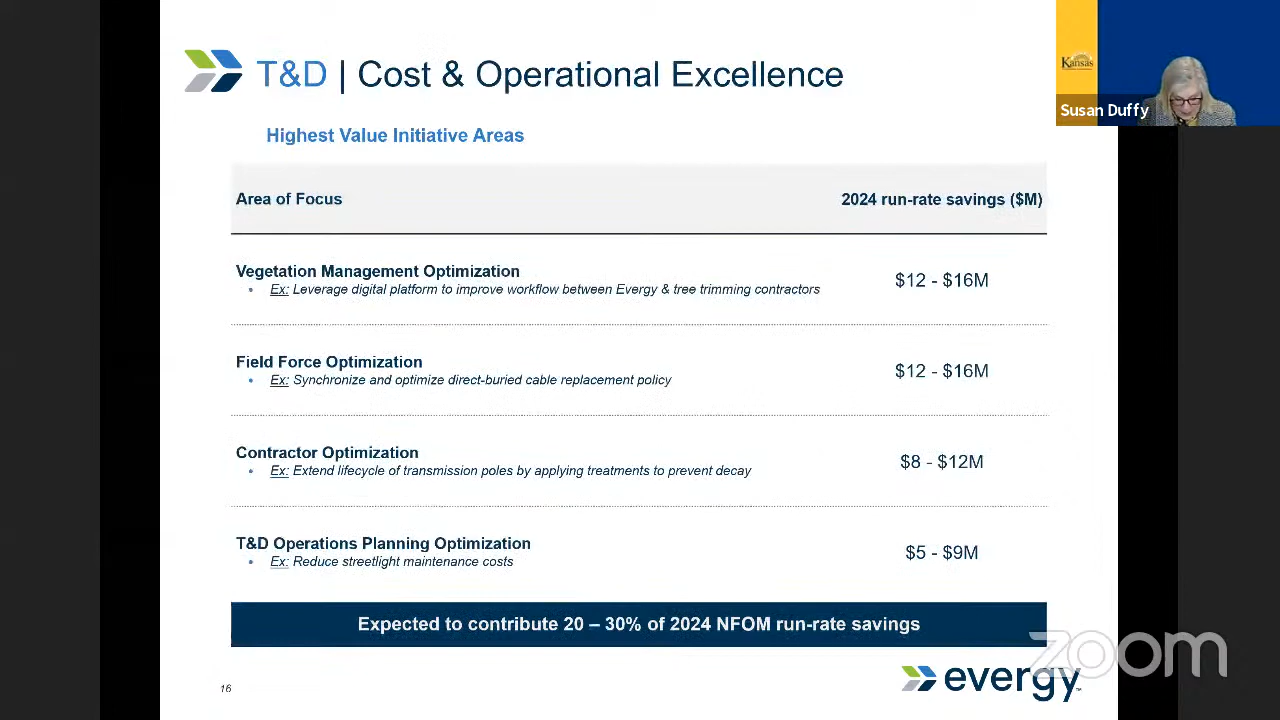 T&D | Cost & Operational Excellence
Kansas
Susan Duffy
Highest Value Initiative Areas
Area of Focus 2024 run-rate savings ($M)
Vegetation Management Optimization
• Ex: Leverage digital platform to improve workflow between Evergy & tree trimming contractors
$12 - $16M
Field Force Optimization
• Ex: Synchronize and optimize direct-buried cable replacement policy
$12 - $16M
Contractor Optimization
• Ex: Extend lifecycle of transmission poles by applying treatments to prevent decay
$8 - $12M
T&D Operations Planning Optimization
• Ex: Reduce streetlight maintenance costs
$5 - $9M
Expected to contribute 20 – 30% of 2024 NFOM run-rate savings
zoom
16
evergy